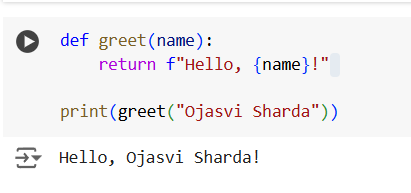 def greet(name):
    return f"Hello, {name}!"
print(greet("Ojasvi Sharda"))
Hello, Ojasvi Sharda!